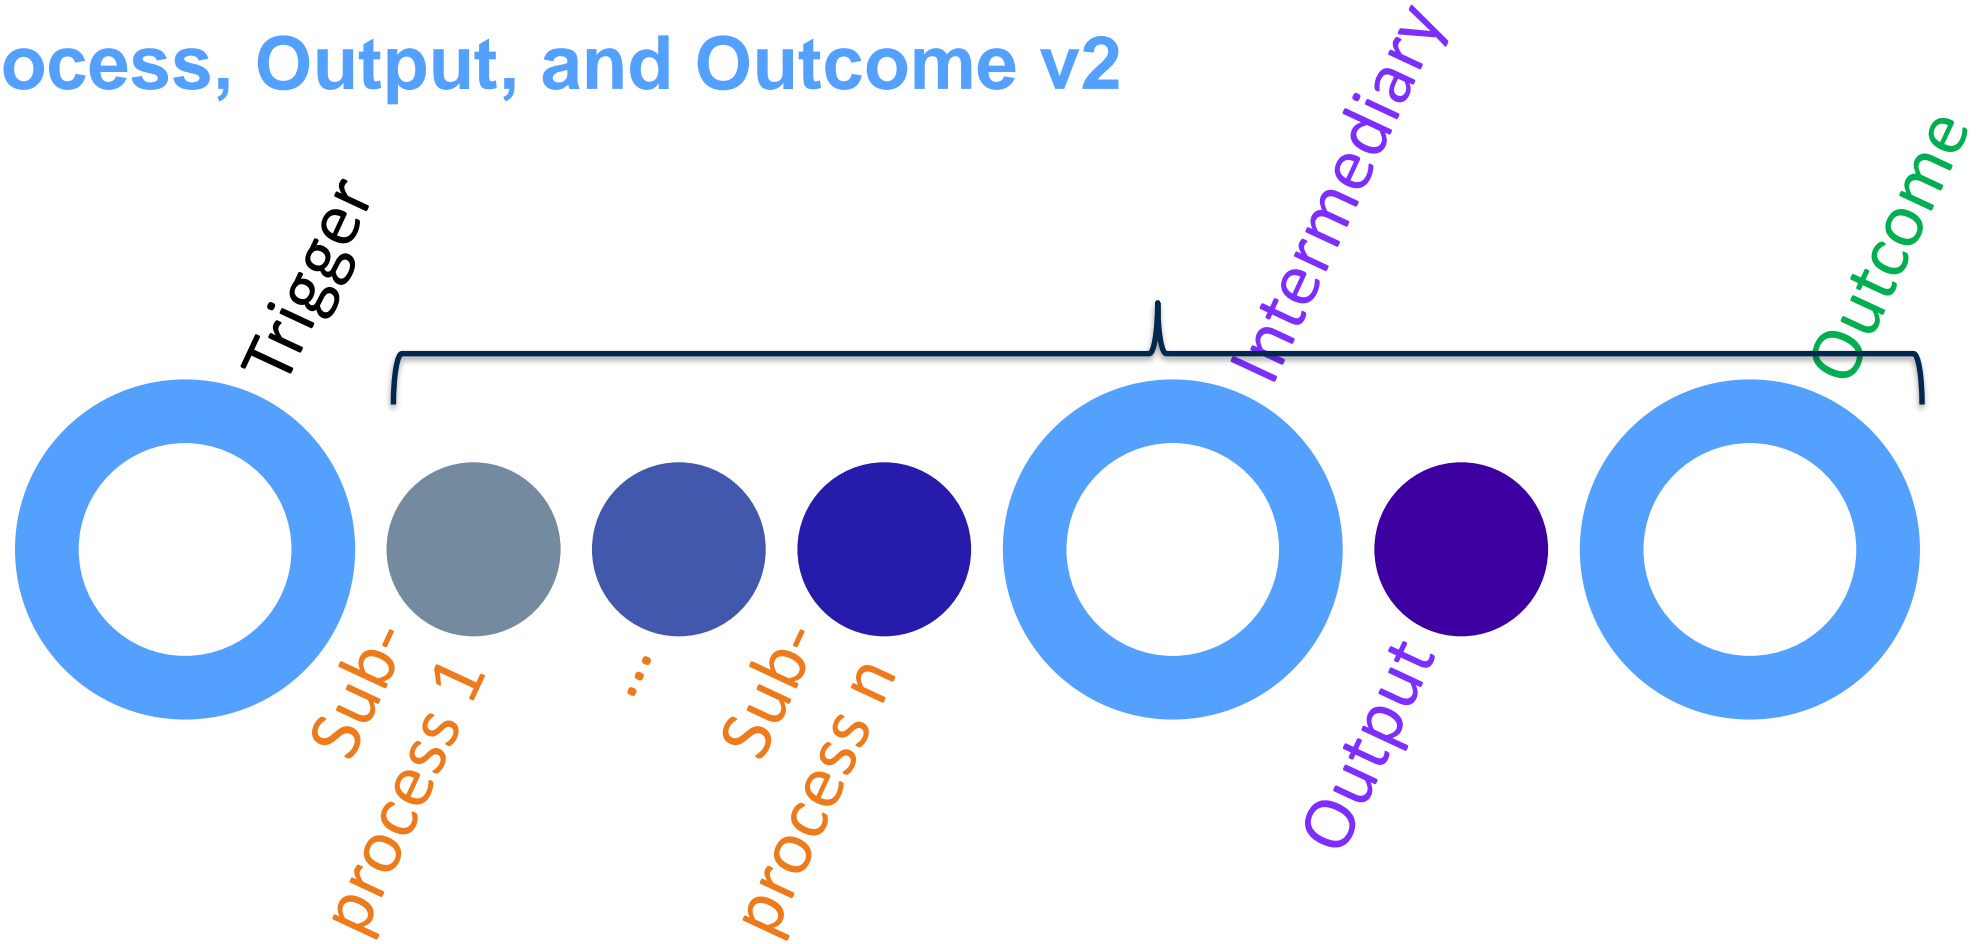 ocess, Output, and Outcome v2
Trigger
Sub-
process 1
...
Sub-
process n
Intermediary
Output
Outcome